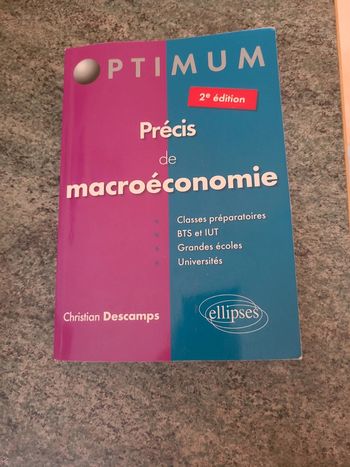 OPTIMUM
2e édition
Précis
de
macroéconomie
Classes préparatoires
BTS et IUT
Grandes écoles
Universités
Christian Descamps
ellipses